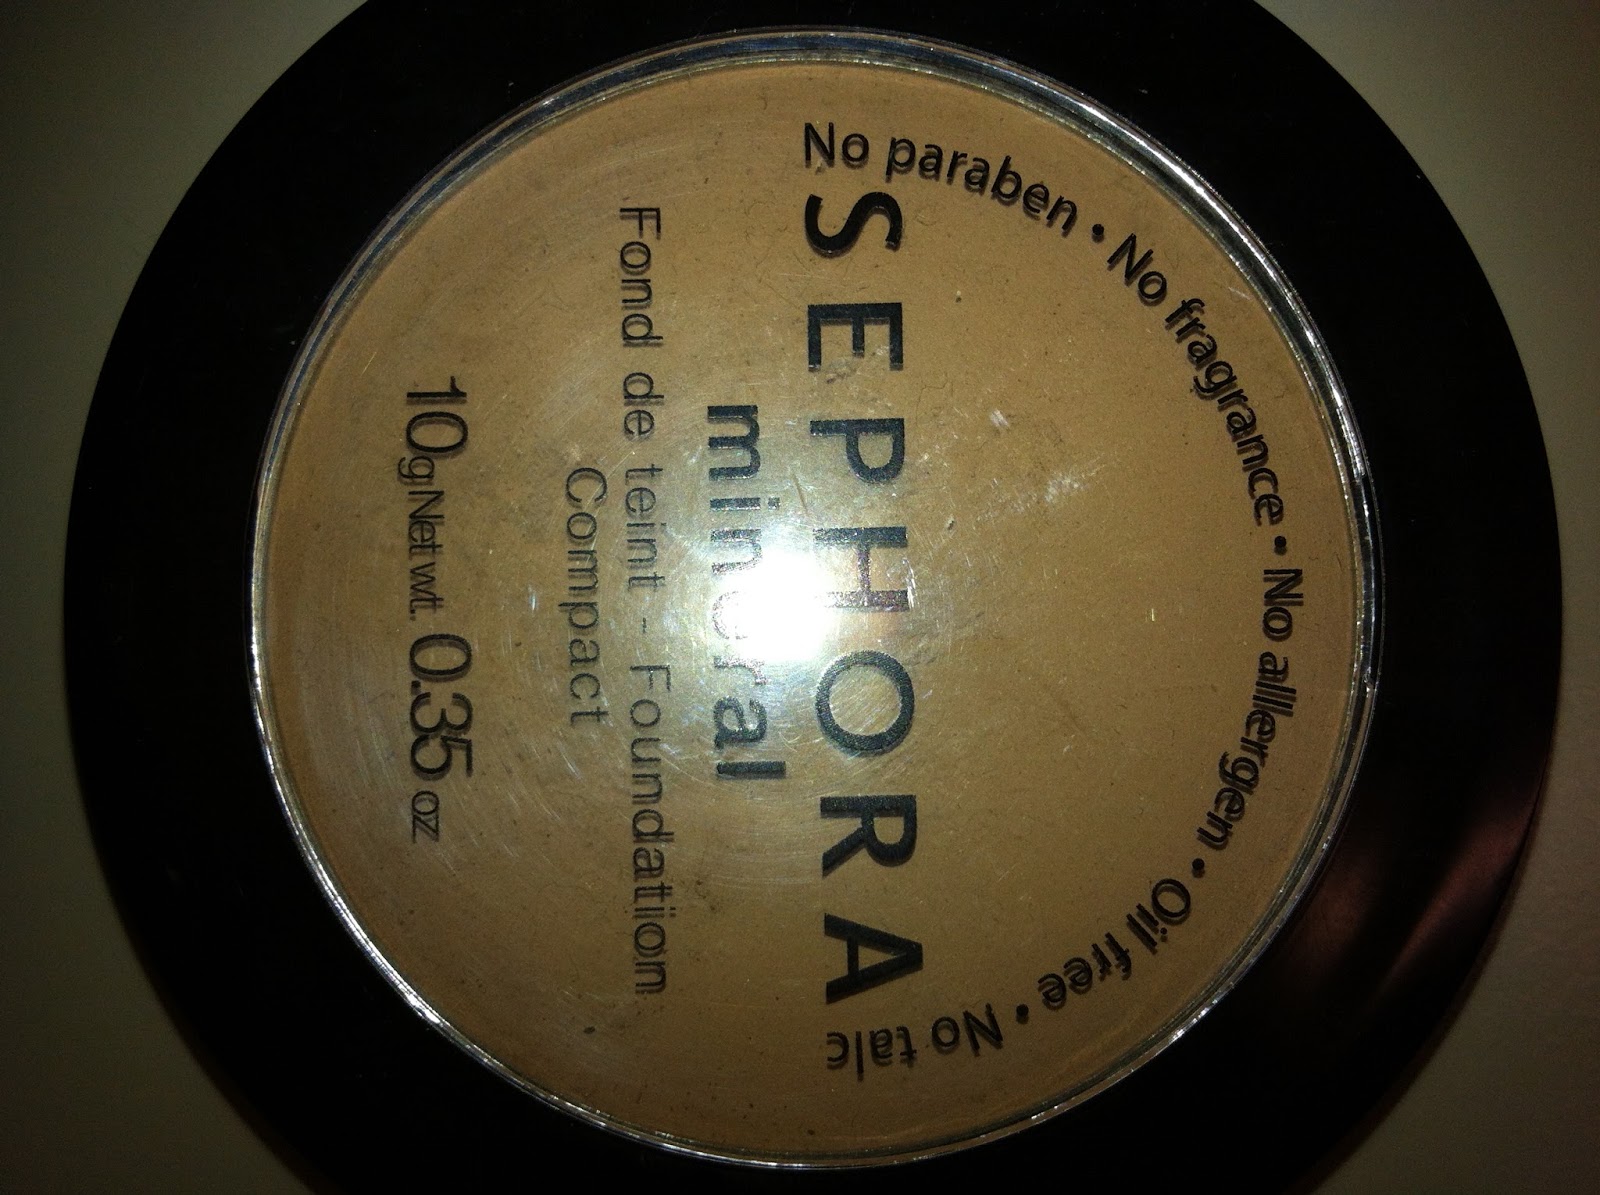 No paraben • No fragrance • No allergen • Oil free • No talc
SEPHORA
mineral
Fond de teint - Foundation
Compact
10g Net wt. 0.35 oz